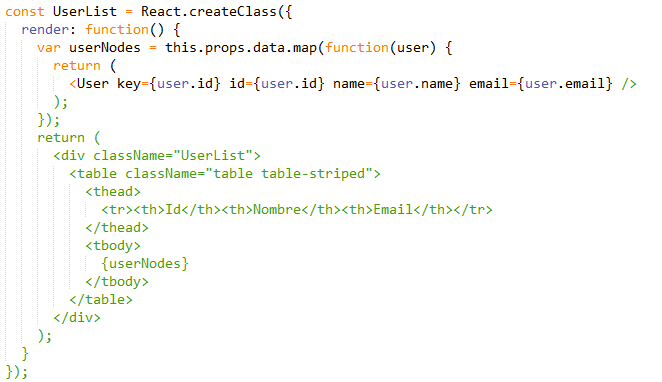 const UserList = React.createClass({
  render: function() {
    var userNodes = this.props.data.map(function(user) {
      return (
        <User key={user.id} id={user.id} name={user.name} email={user.email} />
      );
    });
    return (
      <div className="UserList">
        <table className="table table-striped">
          <thead>
            <tr><th>Id</th><th>Nombre</th><th>Email</th></tr>
          </thead>
          <tbody>
            {userNodes}
          </tbody>
        </table>
      </div>
    );
  }
});